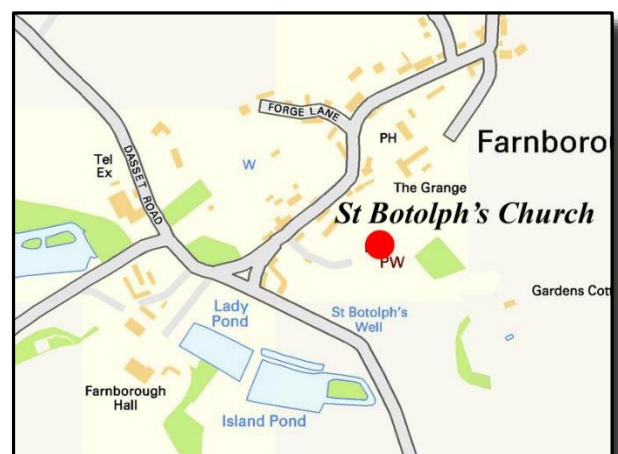 FORGE LANE
PH
Farnboro
DASSET ROAD
Tel
Ex
W
The Grange
St Botolph's Church
PW
Gardens Cott
Lady
Pond
St Botolph's
Well
Farnborough
Hall
Island Pond